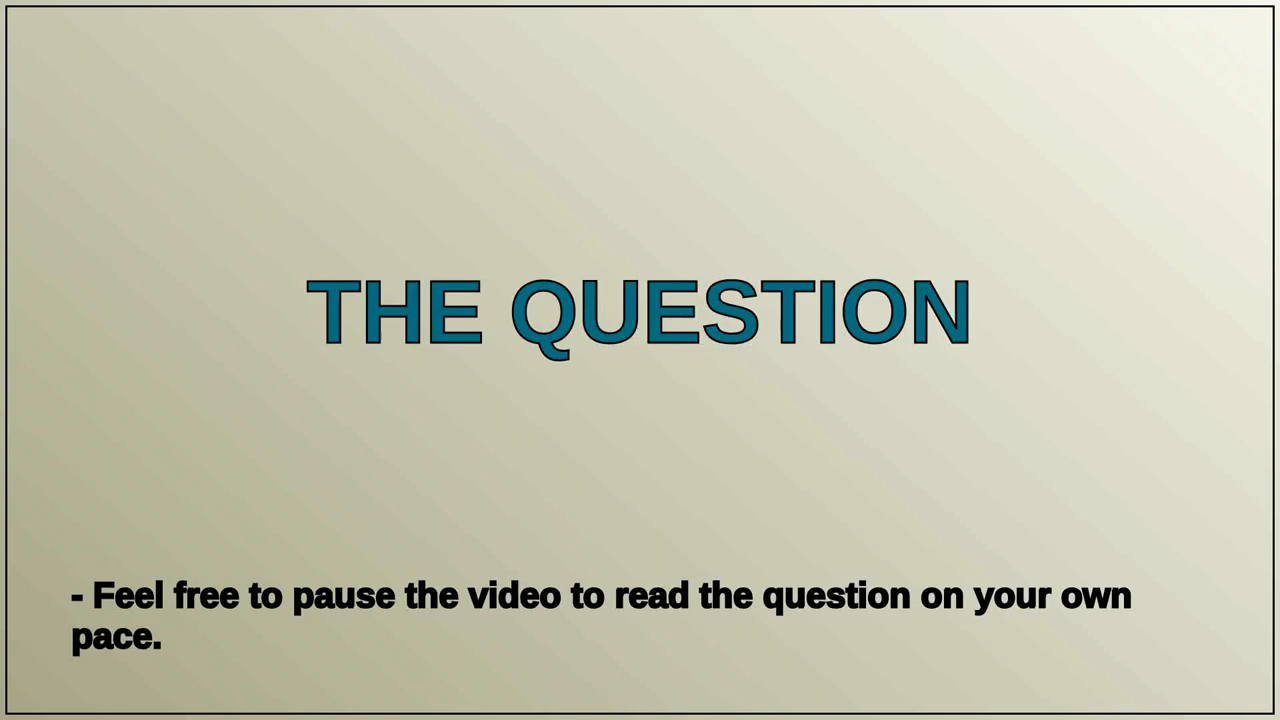 THE QUESTION
- Feel free to pause the video to read the question on your own
pace.